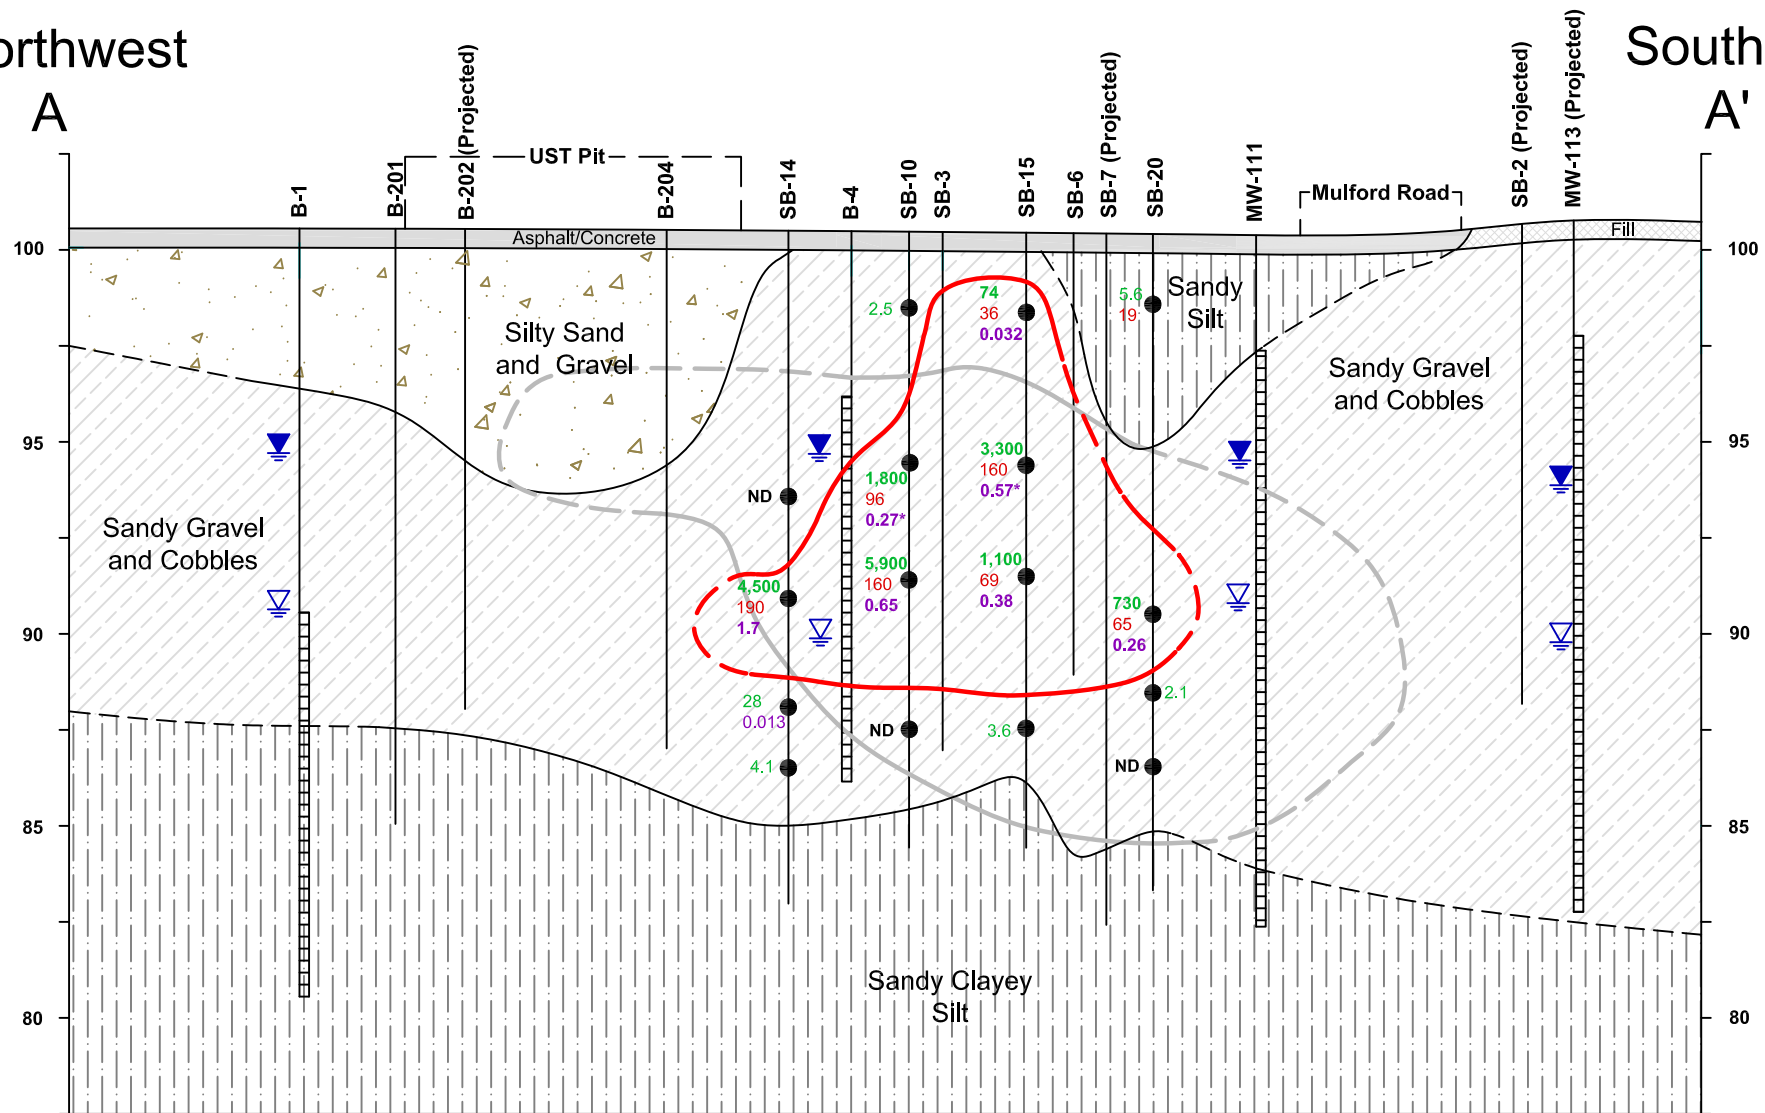 orthwest
South
A
A'
B-1
B-201
B-202 (Projected)
UST Pit
B-204
SB-14
B-4
SB-10
SB-3
SB-15
SB-6
SB-7 (Projected)
SB-20
MW-111
Mulford Road
SB-2 (Projected)
MW-113 (Projected)
Asphalt/Concrete
Fill
100
100
95
95
90
90
85
85
80
80
Silty Sand
and Gravel
Sandy
Silt
Sandy Gravel
and Cobbles
Sandy Gravel
and Cobbles
Sandy Clayey
Silt
ND
4,500
190
1.7
28
0.013
4.1
2.5
1,800
96
0.27*
5,900
160
0.65
ND
74
36
0.032
3,300
160
0.57*
1,100
69
0.38
3.6
5.6
19
730
65
0.26
2.1
ND